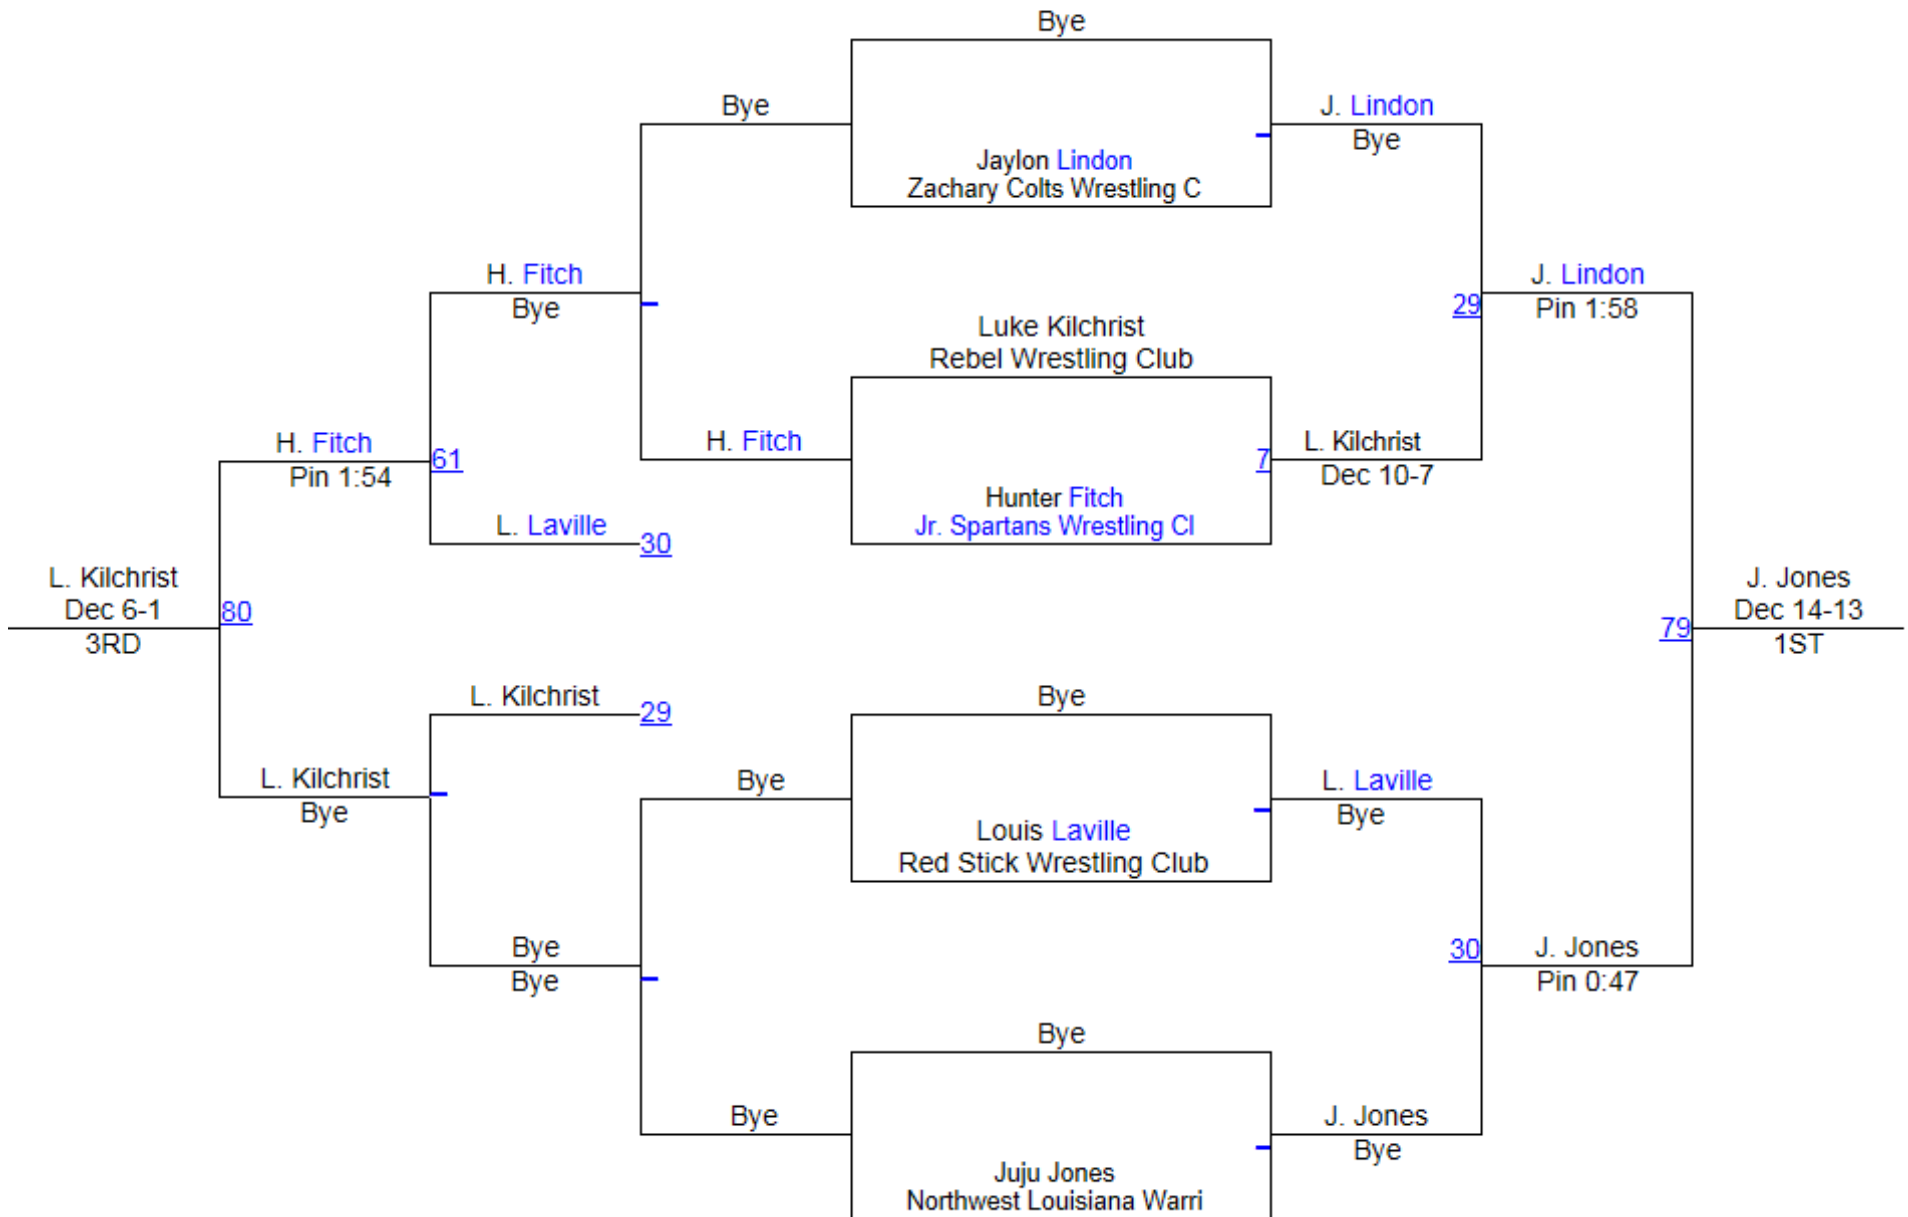 Bye
Bye
J. Lindon
Bye
Jaylon Lindon
Zachary Colts Wrestling C
H. Fitch
Bye
J. Lindon
Pin 1:58
29
Luke Kilchrist
Rebel Wrestling Club
H. Fitch
Pin 1:54
61
H. Fitch
7
L. Kilchrist
Dec 10-7
Hunter Fitch
Jr. Spartans Wrestling Cl
L. Laville
30
L. Kilchrist
Dec 6-1
3RD
80
J. Jones
Dec 14-13
1ST
79
L. Kilchrist
29
Bye
L. Kilchrist
Bye
Bye
L. Laville
Bye
Louis Laville
Red Stick Wrestling Club
Bye
Bye
30
J. Jones
Pin 0:47
Bye
Bye
J. Jones
Bye
Juju Jones
Northwest Louisiana Warri